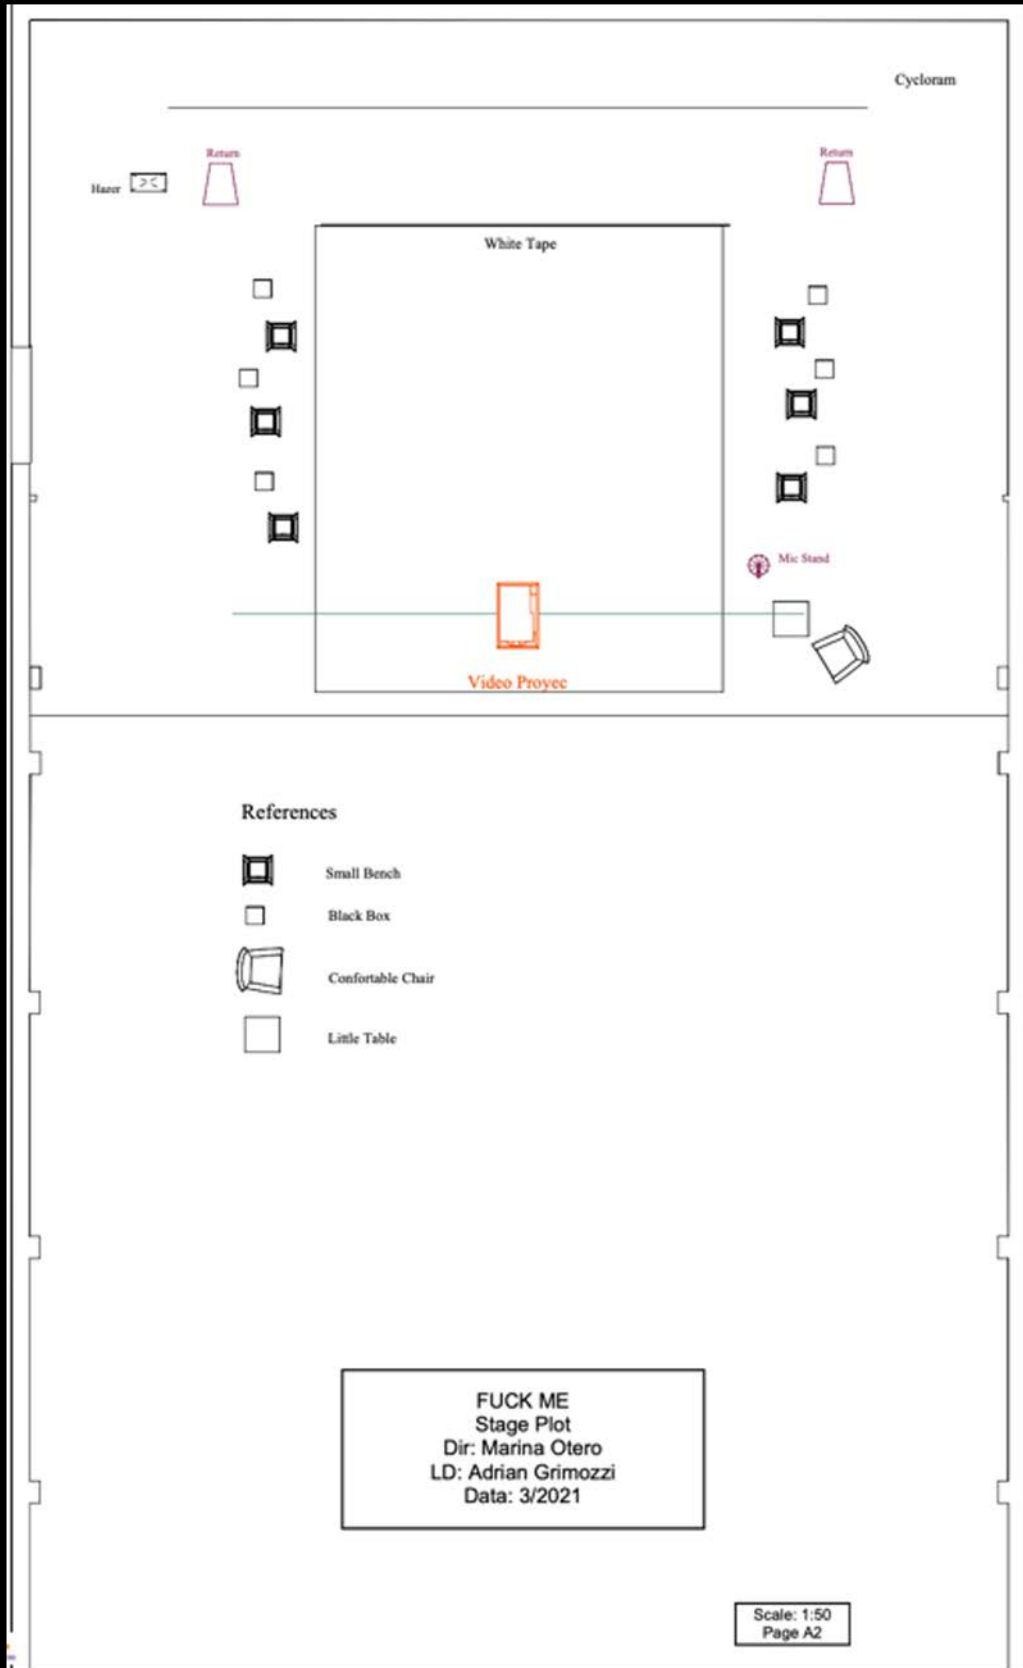 Cycloram
Return
Return
Hazer
White Tape
Mic Stand
Video Proyec
References
Small Bench
Black Box
Confortable Chair
Little Table
FUCK ME
Stage Plot
Dir: Marina Otero
LD: Adrian Grimozzi
Data: 3/2021
Scale: 1:50
Page A2